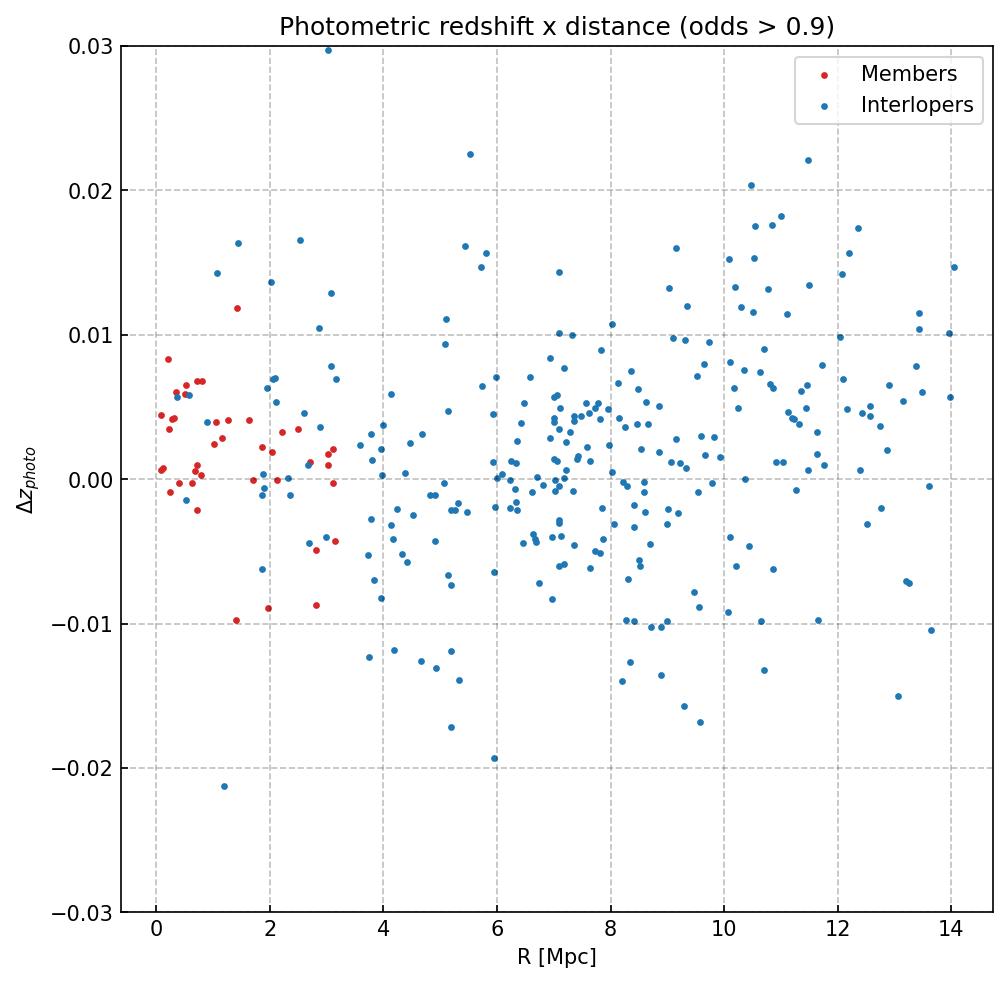 Photometric redshift x distance (odds > 0.9)
Members
Interlopers
0.03
0.02
0.01
0.00
−0.01
−0.02
−0.03
Δz_photo
0 2 4 6 8 10 12 14
R [Mpc]